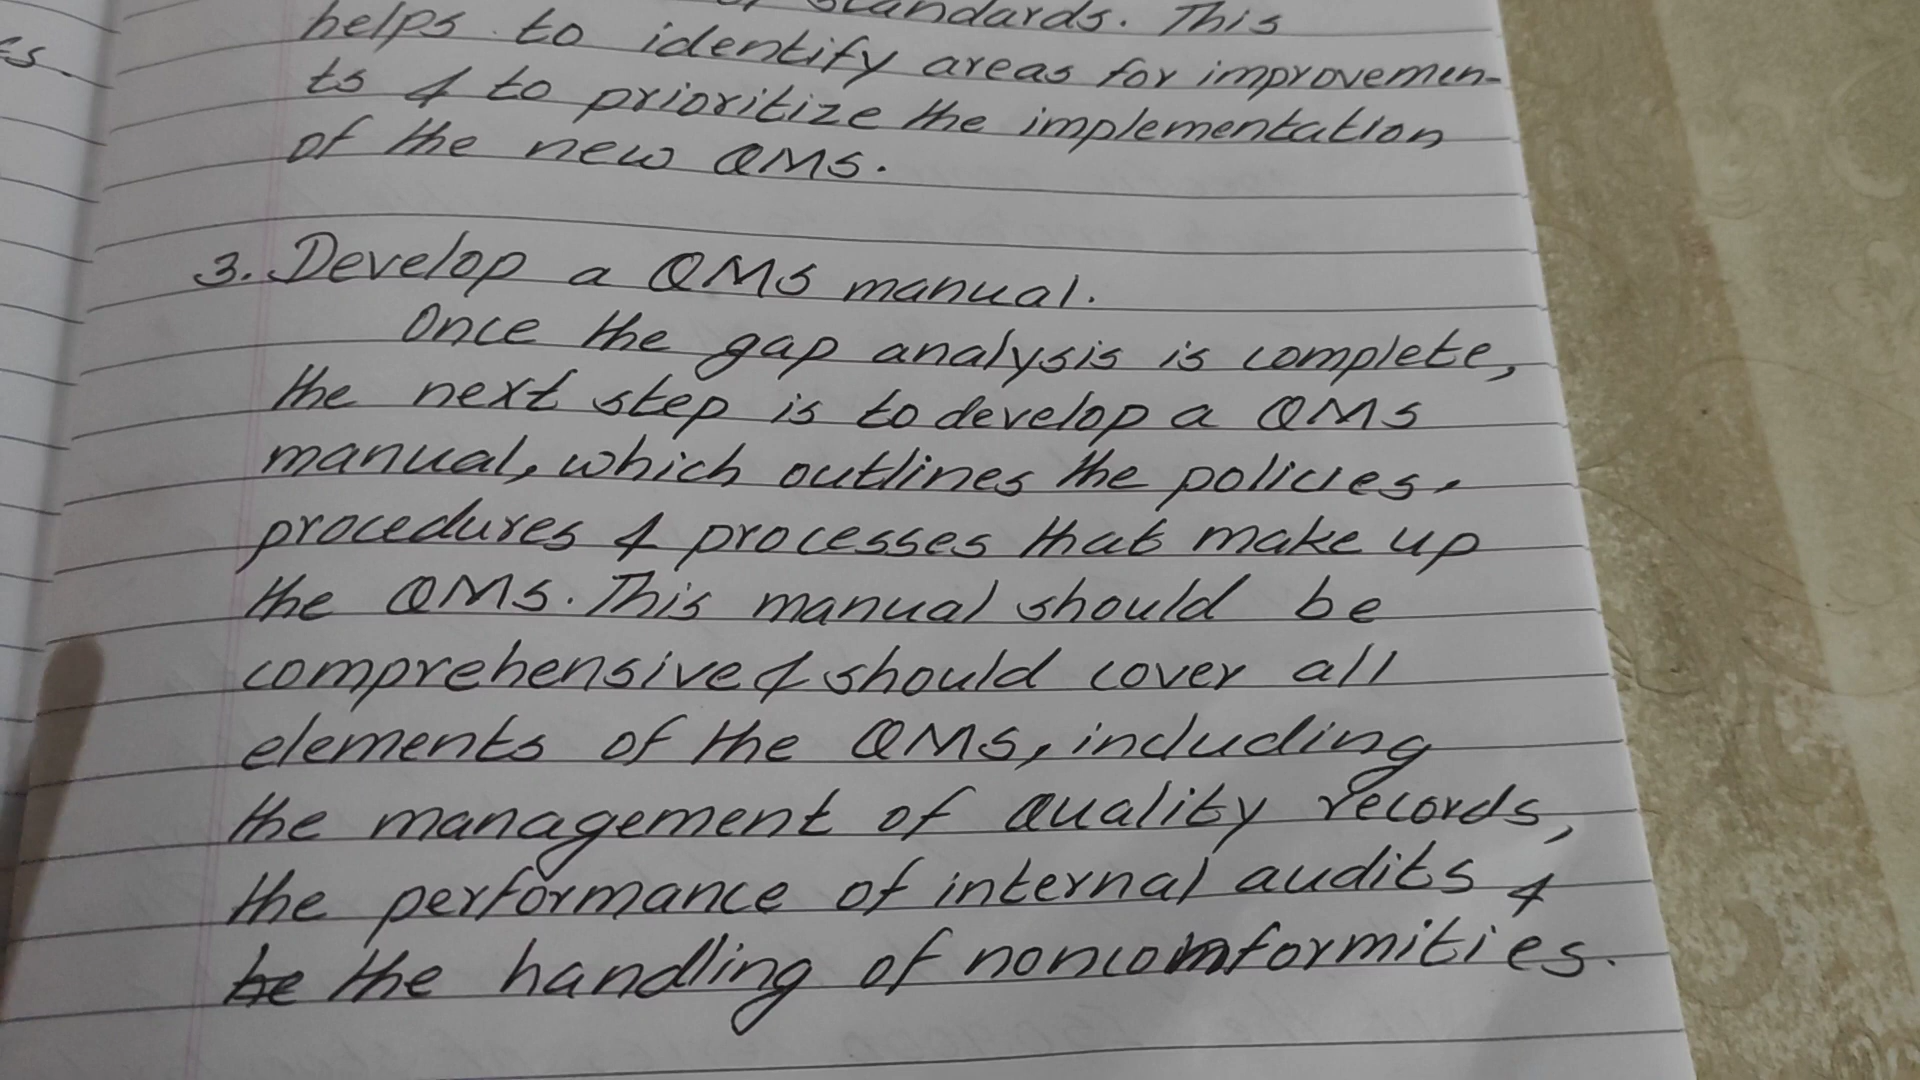 standards. This
helps to identify areas for improvemen-
ts & to prioritize the implementation
of the new QMS.
3. Develop a QMS manual.
Once the gap analysis is complete,
the next step is to develop a QMS
manual, which outlines the policies,
procedures & processes that make up
the QMS. This manual should be
comprehensive & should cover all
elements of the QMS, including
the management of quality records,
the performance of internal audits &
the handling of nonconformities.